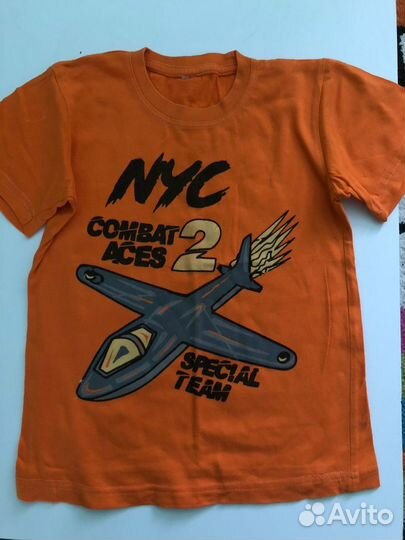 NYC
COMBAT 2
ACES
SPECIAL
TEAM
Avito